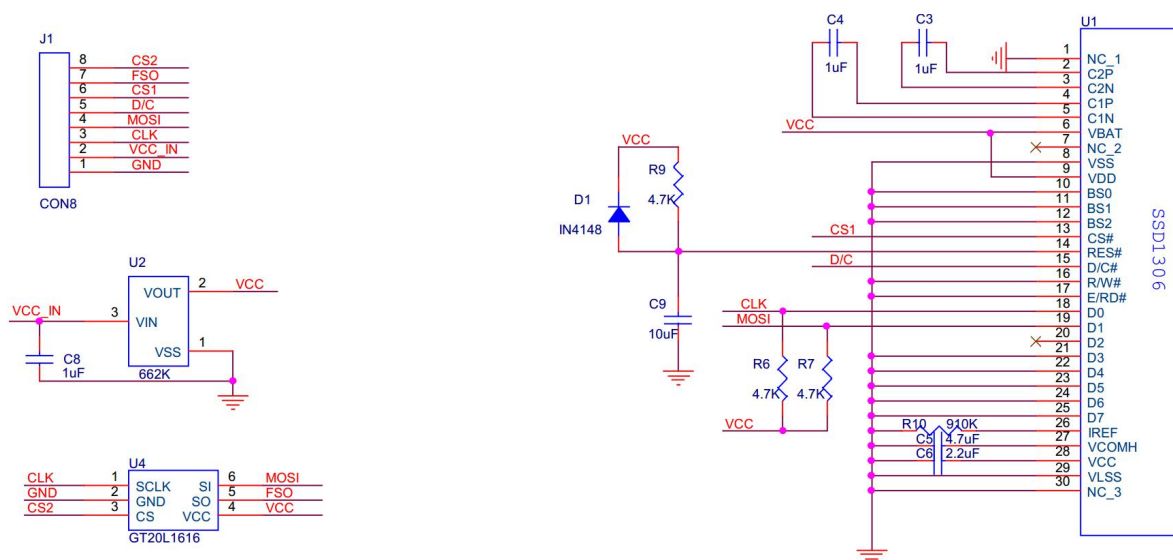 J1
8 CS2
7 FSO
6 CS1
5 D/C
4 MOSI
3 CLK
2 VCC_IN
1 GND
CON8
U2
VCC_IN 3 VIN VOUT 2 VCC
VSS 1
C8
1uF
662K
U4
CLK 1 SCLK SI 6 MOSI
GND 2 GND SO 5 FSO
CS2 3 CS VCC 4 VCC
GT20L1616
C4
1uF
C3
1uF
VCC
VCC
R9
4.7K
D1
IN4148
C9
10uF
CS1
D/C
CLK
MOSI
R6
4.7K
R7
4.7K
VCC
R10 910K
C5 4.7uF
C6 2.2uF
U1
1 NC_1
2 C2P
3 C2N
4 C1P
5 C1N
6 VBAT
7 NC_2
8 VSS
9 VDD
10 BS0
11 BS1
12 BS2
13 CS#
14 RES#
15 D/C#
16 R/W#
17 E/RD#
18 D0
19 D1
20 D2
21 D3
22 D4
23 D5
24 D6
25 D7
26 IREF
27 VCOMH
28 VCC
29 VLSS
30 NC_3
SSD1306